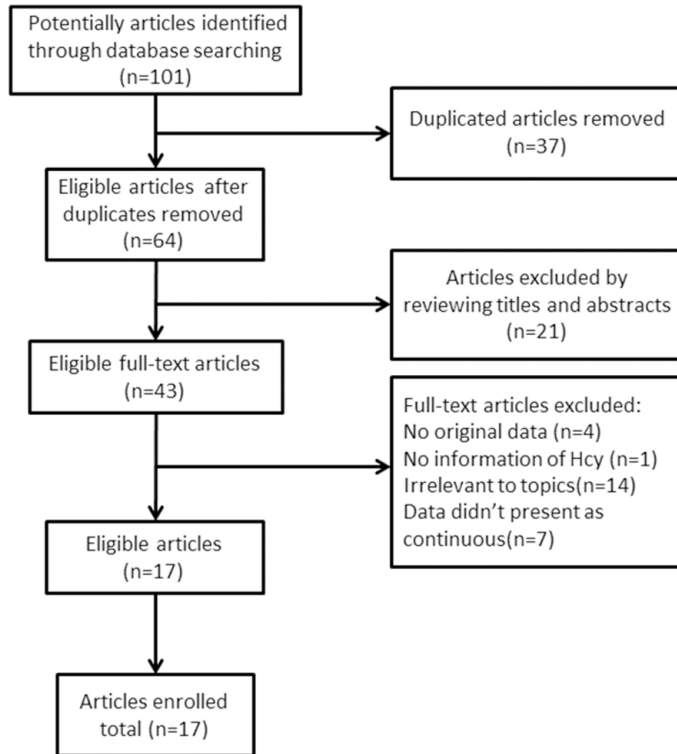 Potentially articles identified
through database searching
(n=101)
Duplicated articles removed
(n=37)
Eligible articles after
duplicates removed
(n=64)
Articles excluded by
reviewing titles and abstracts
(n=21)
Eligible full-text articles
(n=43)
Full-text articles excluded:
No original data (n=4)
No information of Hcy (n=1)
Irrelevant to topics(n=14)
Data didn’t present as
continuous(n=7)
Eligible articles
(n=17)
Articles enrolled
total (n=17)